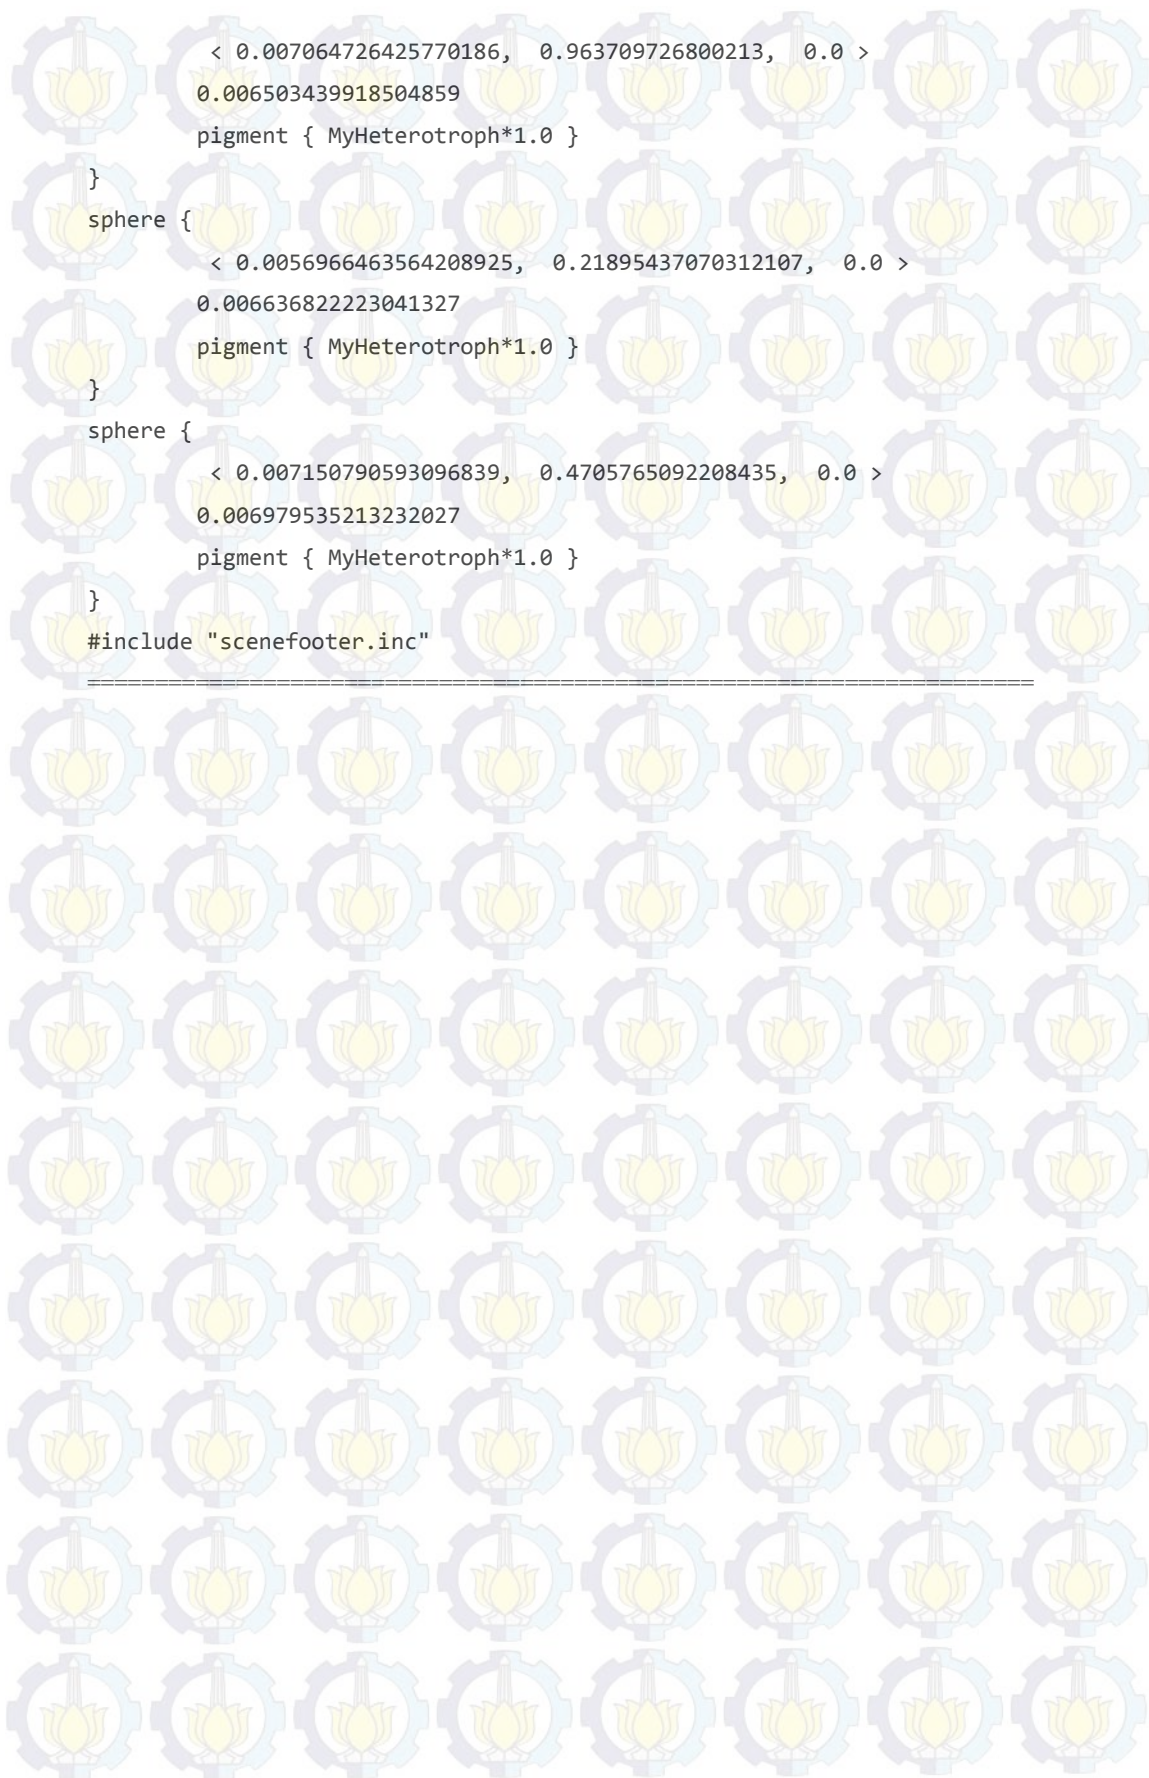 < 0.007064726425770186, 0.963709726800213, 0.0 >
0.006503439918504859
pigment { MyHeterotroph*1.0 }
}
sphere {
< 0.0056966463564208925, 0.21895437070312107, 0.0 >
0.006636822223041327
pigment { MyHeterotroph*1.0 }
}
sphere {
< 0.007150790593096839, 0.4705765092208435, 0.0 >
0.006979535213232027
pigment { MyHeterotroph*1.0 }
}
#include "scenefooter.inc"
======================================================================